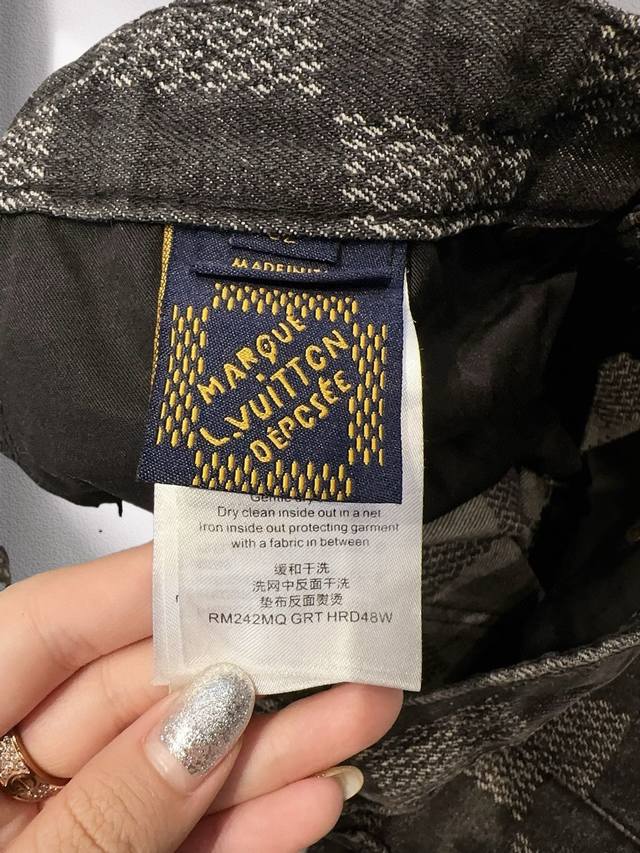 MARQUE
L.VUITTON
DÉPOSÉE
Dry clean inside out in a net
Iron inside out protecting garment
with a fabric in between
缓和干洗
洗网中反面干洗
垫布反面熨烫
RM242MQ GRT HRD48W